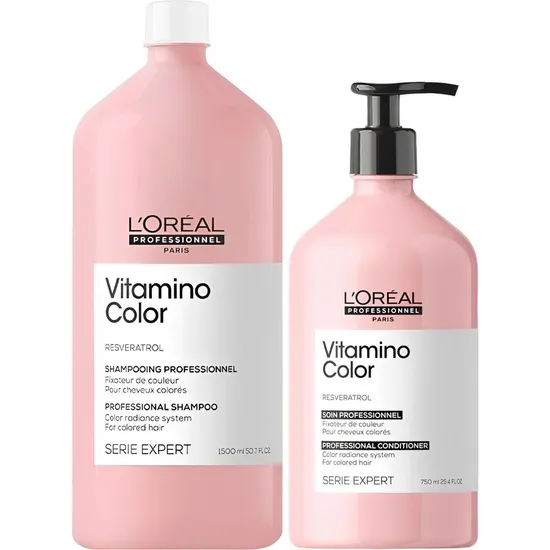 L'ORÉAL
PROFESSIONNEL
PARIS
Vitamino
Color
RESVERATROL
SHAMPOOING PROFESSIONNEL
Fixateur de couleur
Pour cheveux colorés
PROFESSIONAL SHAMPOO
Color radiance system
For colored hair
SERIE EXPERT 1500 ml 50.7 FL.OZ
L'ORÉAL
PROFESSIONNEL
PARIS
Vitamino
Color
RESVERATROL
SOIN PROFESSIONNEL
Fixateur de couleur
Pour cheveux colorés
PROFESSIONAL CONDITIONER
Color radiance system
For colored hair
SERIE EXPERT 750 ml 25.4 FL.OZ